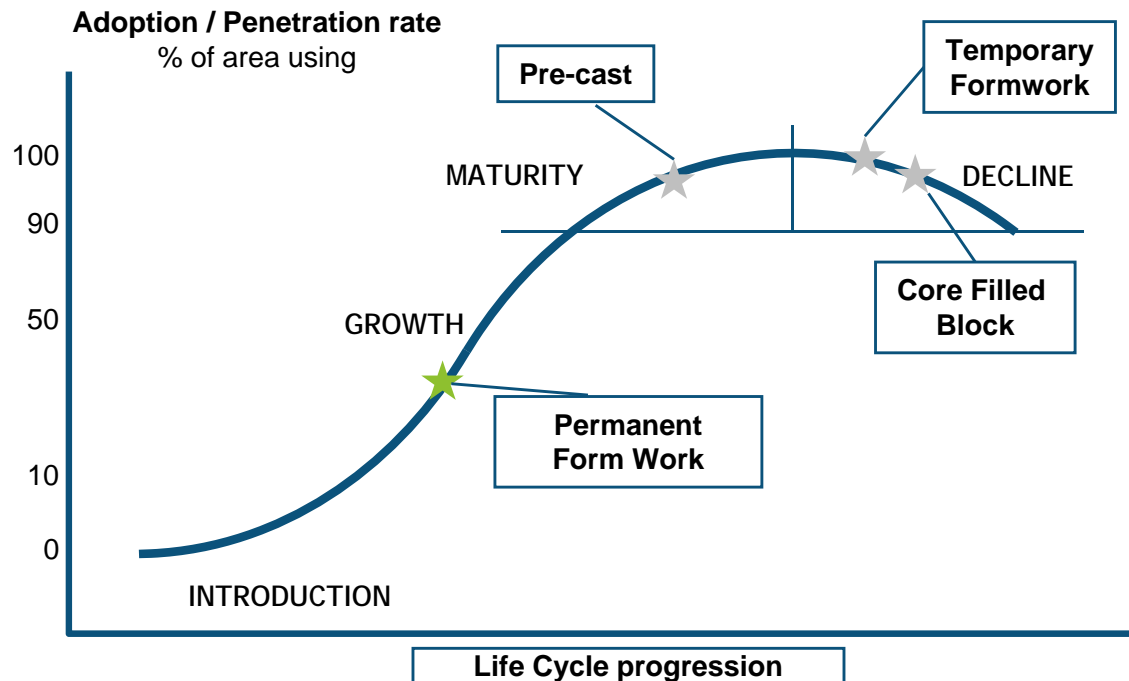 Adoption / Penetration rate
% of area using
Pre-cast
Temporary
Formwork
100
MATURITY
DECLINE
90
Core Filled
Block
50
GROWTH
Permanent
Form Work
10
0
INTRODUCTION
Life Cycle progression